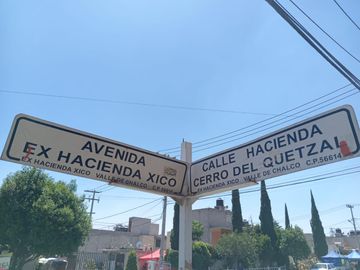 AVENIDA
EX HACIENDA XICO
EX HACIENDA XICO VALLE DE CHALCO C.P. 56614
CALLE HACIENDA
CERRO DEL QUETZAL
EX HACIENDA XICO VALLE DE CHALCO C.P. 56614